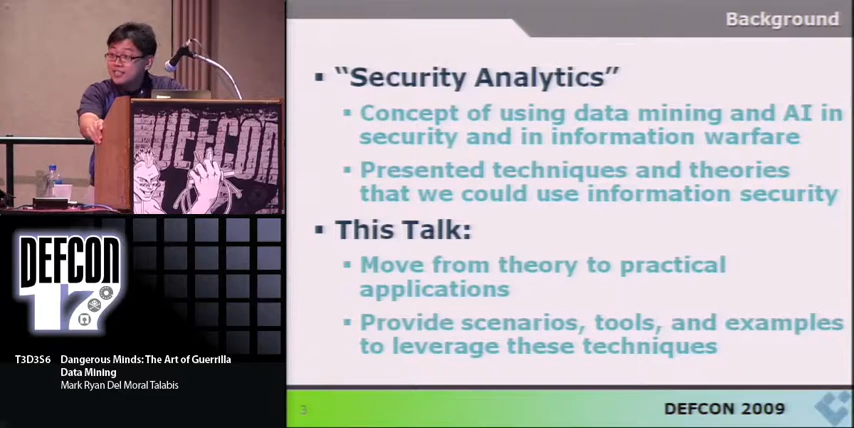 Background
▪ "Security Analytics"
▪ Concept of using data mining and AI in
security and in information warfare
▪ Presented techniques and theories
that we could use information security
▪ This Talk:
▪ Move from theory to practical
applications
▪ Provide scenarios, tools, and examples
to leverage these techniques
3
DEFCON 2009
DEFCON
DEFCON
17
T3D3S6
Dangerous Minds: The Art of Guerrilla
Data Mining
Mark Ryan Del Moral Talabis